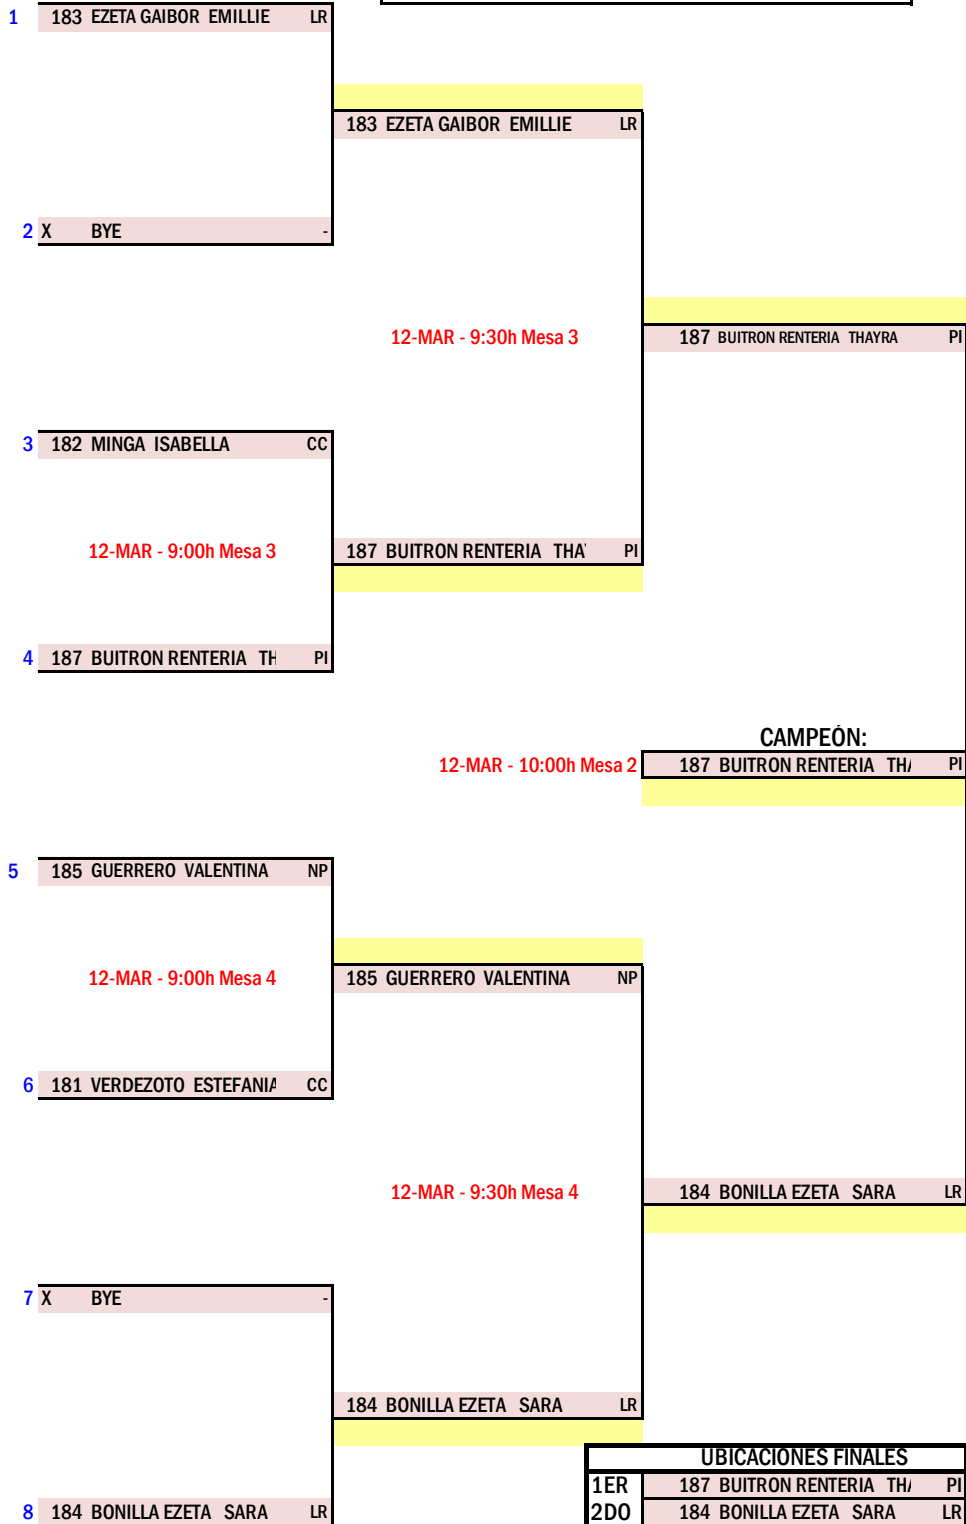 1 183 EZETA GAIBOR EMILLIE LR
183 EZETA GAIBOR EMILLIE LR
2 X BYE -
12-MAR - 9:30h Mesa 3
187 BUITRON RENTERIA THAYRA PI
3 182 MINGA ISABELLA CC
12-MAR - 9:00h Mesa 3
187 BUITRON RENTERIA THAY PI
4 187 BUITRON RENTERIA TH PI
CAMPEÓN:
12-MAR - 10:00h Mesa 2
187 BUITRON RENTERIA THA PI
5 185 GUERRERO VALENTINA NP
12-MAR - 9:00h Mesa 4
185 GUERRERO VALENTINA NP
6 181 VERDEZOTO ESTEFANIA CC
12-MAR - 9:30h Mesa 4
184 BONILLA EZETA SARA LR
7 X BYE -
184 BONILLA EZETA SARA LR
UBICACIONES FINALES
1ER 187 BUITRON RENTERIA THA PI
8 184 BONILLA EZETA SARA LR
2DO 184 BONILLA EZETA SARA LR